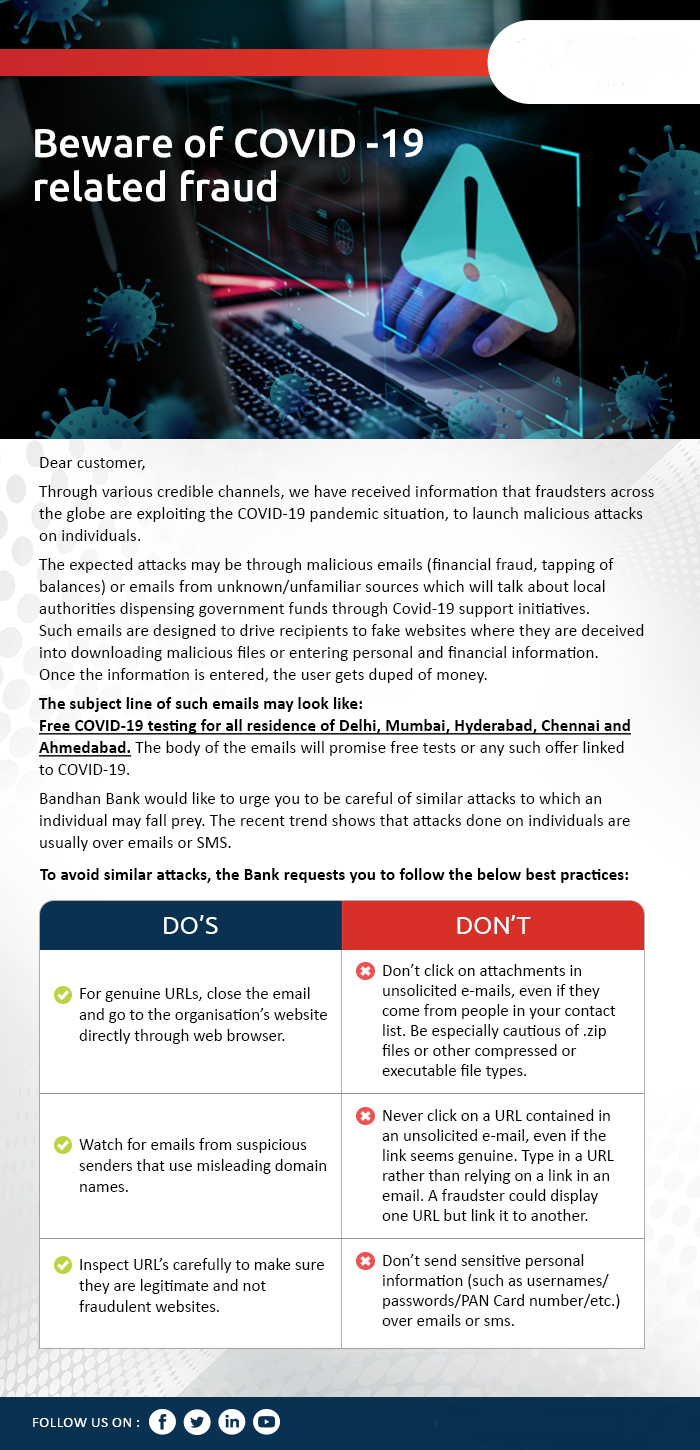 Beware of COVID -19
related fraud
Dear customer,
Through various credible channels, we have received information that fraudsters across
the globe are exploiting the COVID-19 pandemic situation, to launch malicious attacks
on individuals.
The expected attacks may be through malicious emails (financial fraud, tapping of
balances) or emails from unknown/unfamiliar sources which will talk about local
authorities dispensing government funds through Covid-19 support initiatives.
Such emails are designed to drive recipients to fake websites where they are deceived
into downloading malicious files or entering personal and financial information.
Once the information is entered, the user gets duped of money.
The subject line of such emails may look like:
Free COVID-19 testing for all residence of Delhi, Mumbai, Hyderabad, Chennai and
Ahmedabad. The body of the emails will promise free tests or any such offer linked
to COVID-19.
Bandhan Bank would like to urge you to be careful of similar attacks to which an
individual may fall prey. The recent trend shows that attacks done on individuals are
usually over emails or SMS.
To avoid similar attacks, the Bank requests you to follow the below best practices:
DO'S
DON'T
For genuine URLs, close the email
and go to the organisation's website
directly through web browser.
Don't click on attachments in
unsolicited e-mails, even if they
come from people in your contact
list. Be especially cautious of .zip
files or other compressed or
executable file types.
Watch for emails from suspicious
senders that use misleading domain
names.
Never click on a URL contained in
an unsolicited e-mail, even if the
link seems genuine. Type in a URL
rather than relying on a link in an
email. A fraudster could display
one URL but link it to another.
Inspect URL's carefully to make sure
they are legitimate and not
fraudulent websites.
Don't send sensitive personal
information (such as usernames/
passwords/PAN Card number/etc.)
over emails or sms.
FOLLOW US ON :